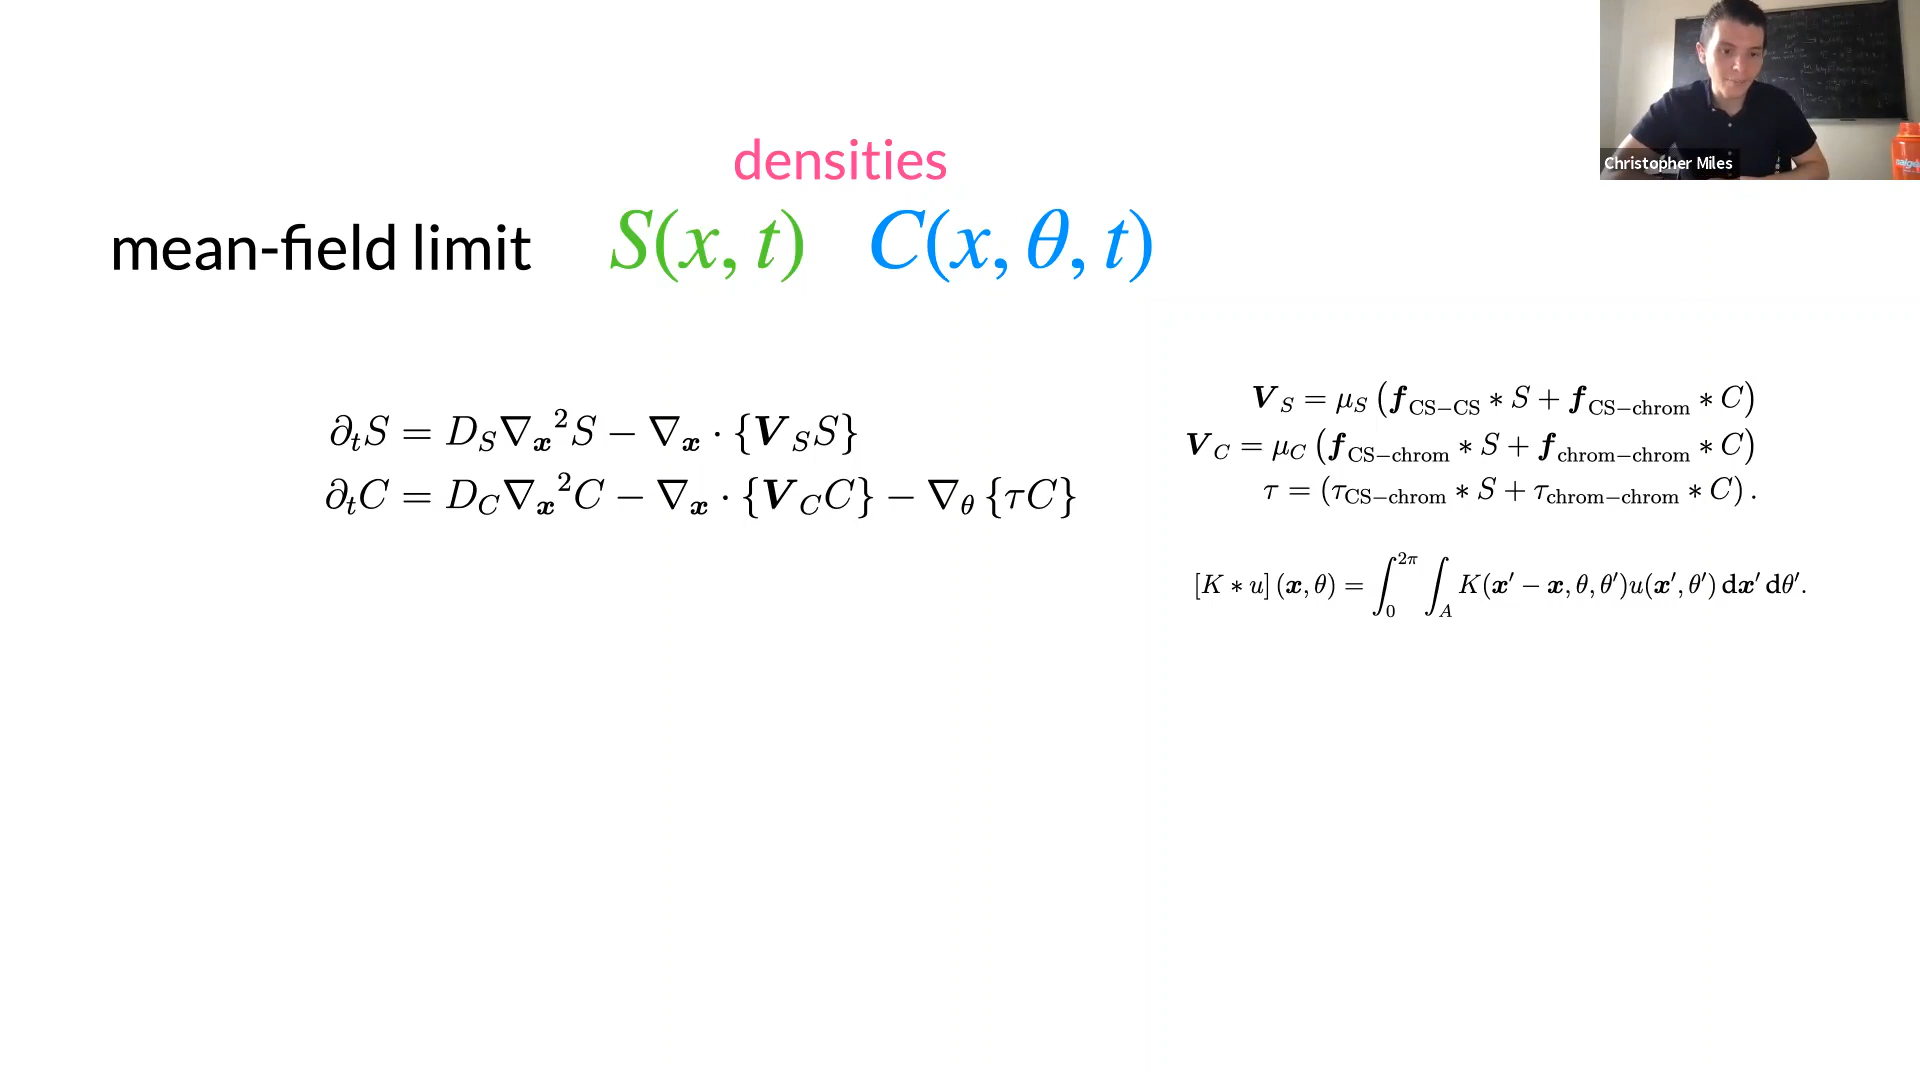 densities
mean-field limit S(x, t) C(x, θ, t)
∂ₜS = D_S∇ₓ²S − ∇ₓ · {V_S S}
∂ₜC = D_C∇ₓ²C − ∇ₓ · {V_C C} − ∇_θ {τC}
V_S = μ_S (f_CS−CS ∗ S + f_CS−chrom ∗ C)
V_C = μ_C (f_CS−chrom ∗ S + f_chrom−chrom ∗ C)
τ = (τ_CS−chrom ∗ S + τ_chrom−chrom ∗ C) .
[K ∗ u] (x, θ) = ∫₀^2π ∫_A K(x′ − x, θ, θ′)u(x′, θ′) dx′ dθ′.
Christopher Miles